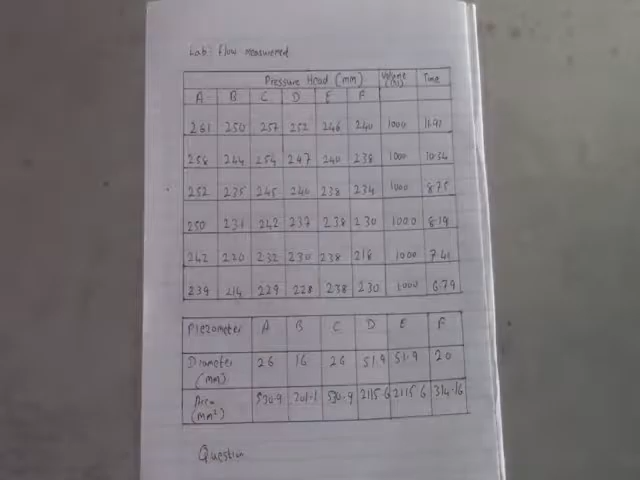 Lab: Flow measurement
Pressure Head (mm) Volume (ml) Time
A B C D E F
261 250 257 252 246 240 1000 11.97
258 244 254 247 240 238 1000 10.34
252 235 245 240 238 234 1000 8.75
250 231 242 237 238 230 1000 8.19
242 220 232 230 238 218 1000 7.41
239 214 229 228 238 230 1000 6.79
Piezometer A B C D E F
Diameter (mm) 26 16 26 51.9 51.9 20
Area (mm²) 530.9 201.1 530.9 2115.6 2115.6 314.16
Question